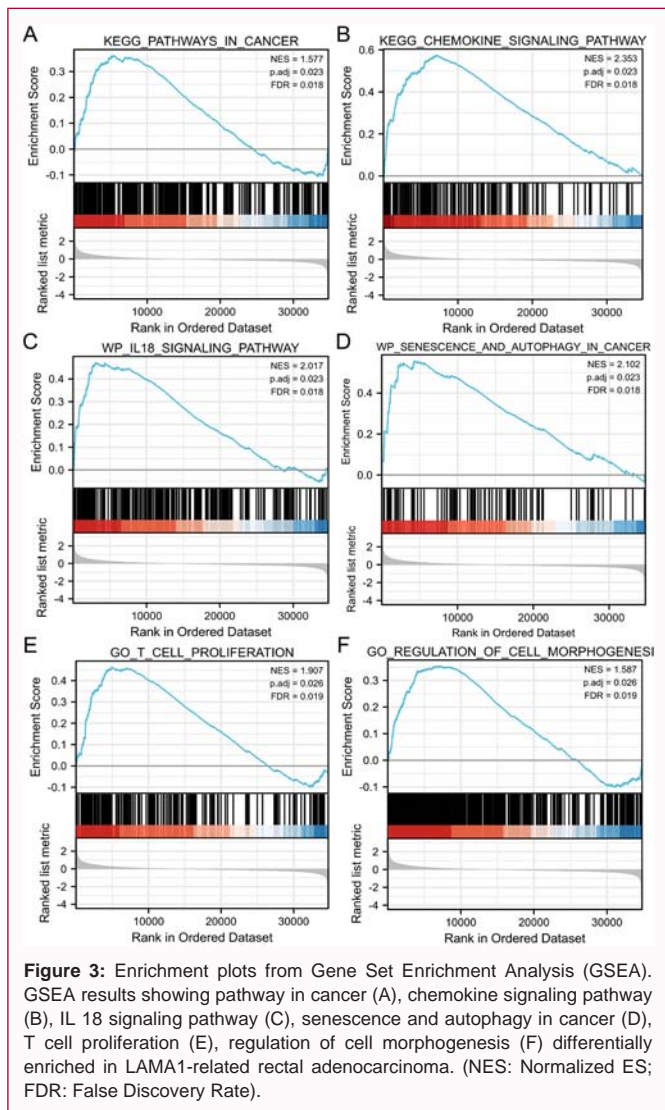 A
KEGG_PATHWAYS_IN_CANCER
NES = 1.577
p.adj = 0.023
FDR = 0.018
Enrichment Score
0.3
0.2
0.1
0.0
-0.1
Ranked list metric
2
0
-2
-4
10000 20000 30000
Rank in Ordered Dataset
B
KEGG_CHEMOKINE_SIGNALING_PATHWAY
NES = 2.353
p.adj = 0.023
FDR = 0.018
Enrichment Score
0.6
0.4
0.2
0.0
Ranked list metric
2
0
-2
-4
10000 20000 30000
Rank in Ordered Dataset
C
WP_IL18_SIGNALING_PATHWAY
NES = 2.017
p.adj = 0.023
FDR = 0.018
Enrichment Score
0.4
0.3
0.2
0.1
0.0
Ranked list metric
2
0
-2
-4
10000 20000 30000
Rank in Ordered Dataset
D
WP_SENESCENCE_AND_AUTOPHAGY_IN_CANCER
NES = 2.102
p.adj = 0.023
FDR = 0.018
Enrichment Score
0.4
0.2
0.0
Ranked list metric
2
0
-2
-4
10000 20000 30000
Rank in Ordered Dataset
E
GO_T_CELL_PROLIFERATION
NES = 1.907
p.adj = 0.026
FDR = 0.019
Enrichment Score
0.4
0.3
0.2
0.1
0.0
-0.1
Ranked list metric
2
0
-2
-4
10000 20000 30000
Rank in Ordered Dataset
F
GO_REGULATION_OF_CELL_MORPHOGENESI
NES = 1.587
p.adj = 0.026
FDR = 0.019
Enrichment Score
0.3
0.2
0.1
0.0
-0.1
Ranked list metric
2
0
-2
-4
10000 20000 30000
Rank in Ordered Dataset
Figure 3: Enrichment plots from Gene Set Enrichment Analysis (GSEA).
GSEA results showing pathway in cancer (A), chemokine signaling pathway
(B), IL 18 signaling pathway (C), senescence and autophagy in cancer (D),
T cell proliferation (E), regulation of cell morphogenesis (F) differentially
enriched in LAMA1-related rectal adenocarcinoma. (NES: Normalized ES;
FDR: False Discovery Rate).